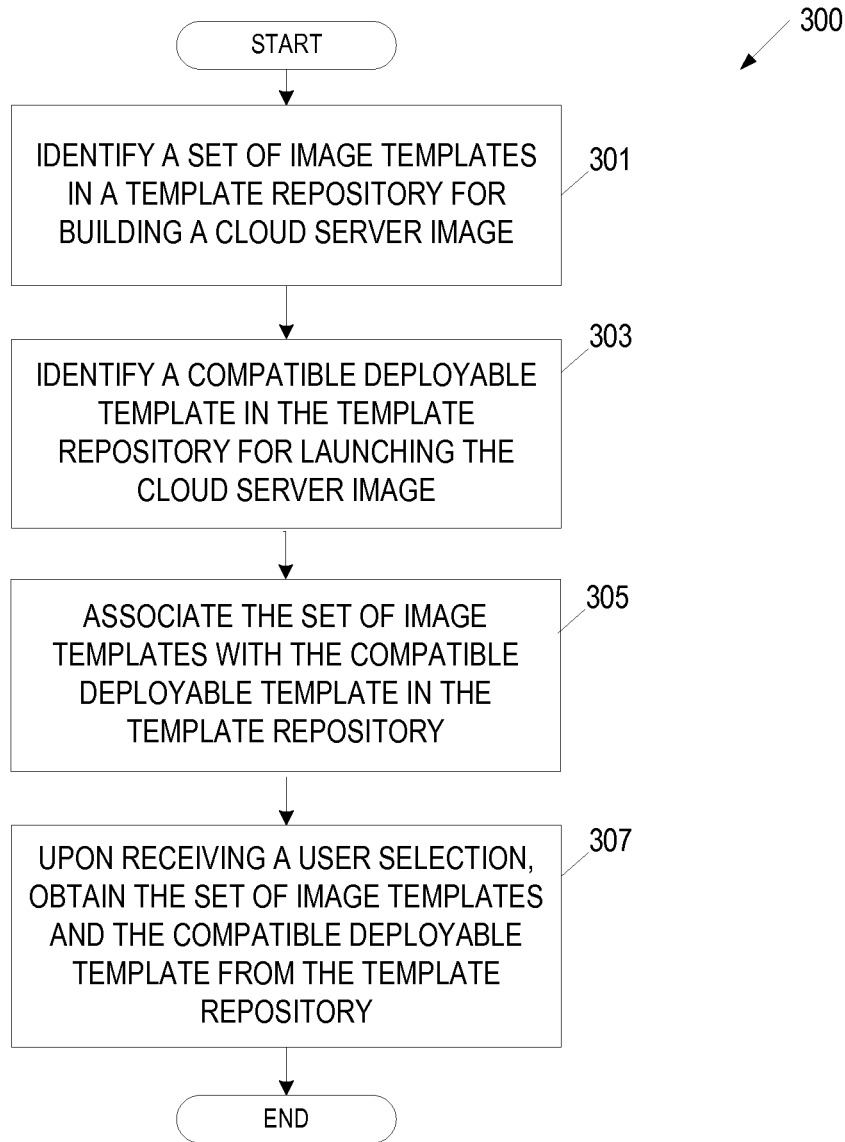 START
300
IDENTIFY A SET OF IMAGE TEMPLATES
IN A TEMPLATE REPOSITORY FOR
BUILDING A CLOUD SERVER IMAGE
301
303
IDENTIFY A COMPATIBLE DEPLOYABLE
TEMPLATE IN THE TEMPLATE
REPOSITORY FOR LAUNCHING THE
CLOUD SERVER IMAGE
305
ASSOCIATE THE SET OF IMAGE
TEMPLATES WITH THE COMPATIBLE
DEPLOYABLE TEMPLATE IN THE
TEMPLATE REPOSITORY
307
UPON RECEIVING A USER SELECTION,
OBTAIN THE SET OF IMAGE TEMPLATES
AND THE COMPATIBLE DEPLOYABLE
TEMPLATE FROM THE TEMPLATE
REPOSITORY
END